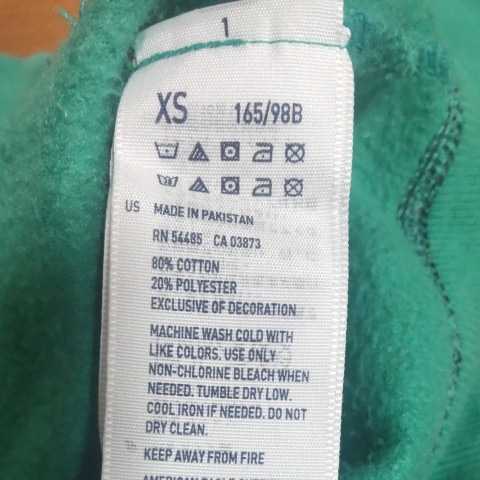 1
XS 165/98B
US MADE IN PAKISTAN
RN 54485 CA 03873
80% COTTON
20% POLYESTER
EXCLUSIVE OF DECORATION
MACHINE WASH COLD WITH
LIKE COLORS. USE ONLY
NON-CHLORINE BLEACH WHEN
NEEDED. TUMBLE DRY LOW.
COOL IRON IF NEEDED. DO NOT
DRY CLEAN.
KEEP AWAY FROM FIRE
AMERICAN EAGLE